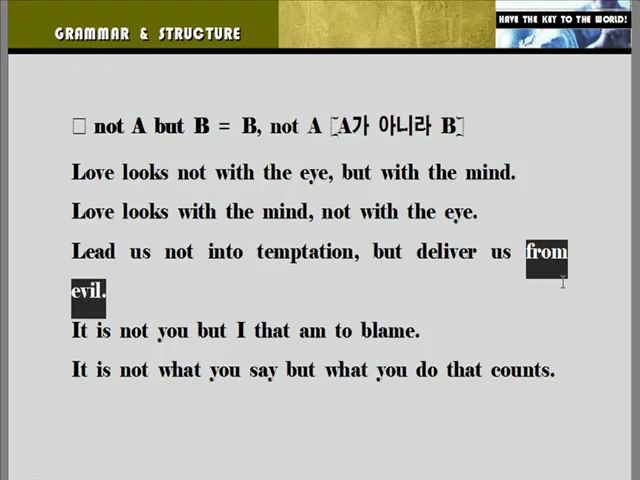 GRAMMAR & STRUCTURE
HAVE THE KEY TO THE WORLD!
□ not A but B = B, not A [A가 아니라 B]
Love looks not with the eye, but with the mind.
Love looks with the mind, not with the eye.
Lead us not into temptation, but deliver us from
evil.
It is not you but I that am to blame.
It is not what you say but what you do that counts.